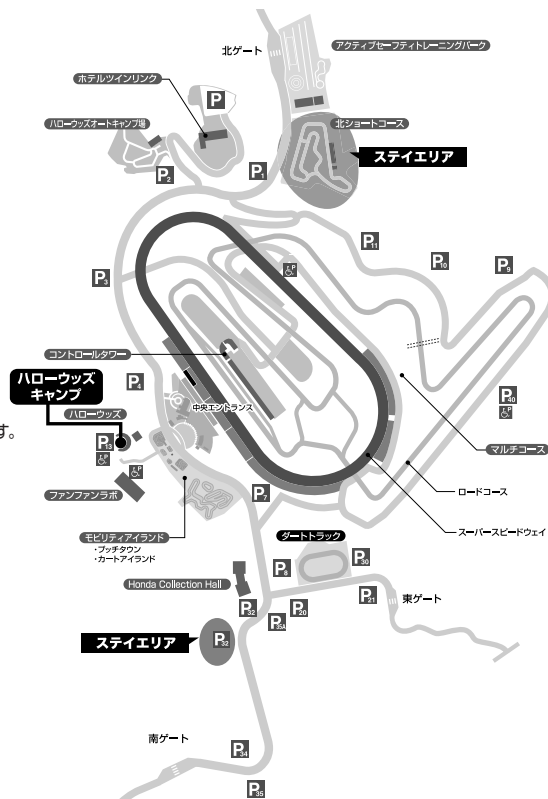 北ゲート
アクティブセーフティトレーニングパーク
ホテルツインリンク
P
ハローウッズオートキャンプ場
北ショートコース
ステイエリア
P2
P1
P11
P10
P9
P3
P
コントロールタワー
ハローウッズ
キャンプ
P4
中央エントランス
P40
P
ハローウッズ
す。
P13
P
P
マルチコース
ファンファンラボ
P7
ロードコース
モビリティアイランド
・プッチタウン
・カートアイランド
ダートトラック
スーパースピードウェイ
P8
P30
Honda Collection Hall
P21
東ゲート
P32
P20
P35A
ステイエリア
P32
南ゲート
P34
P35